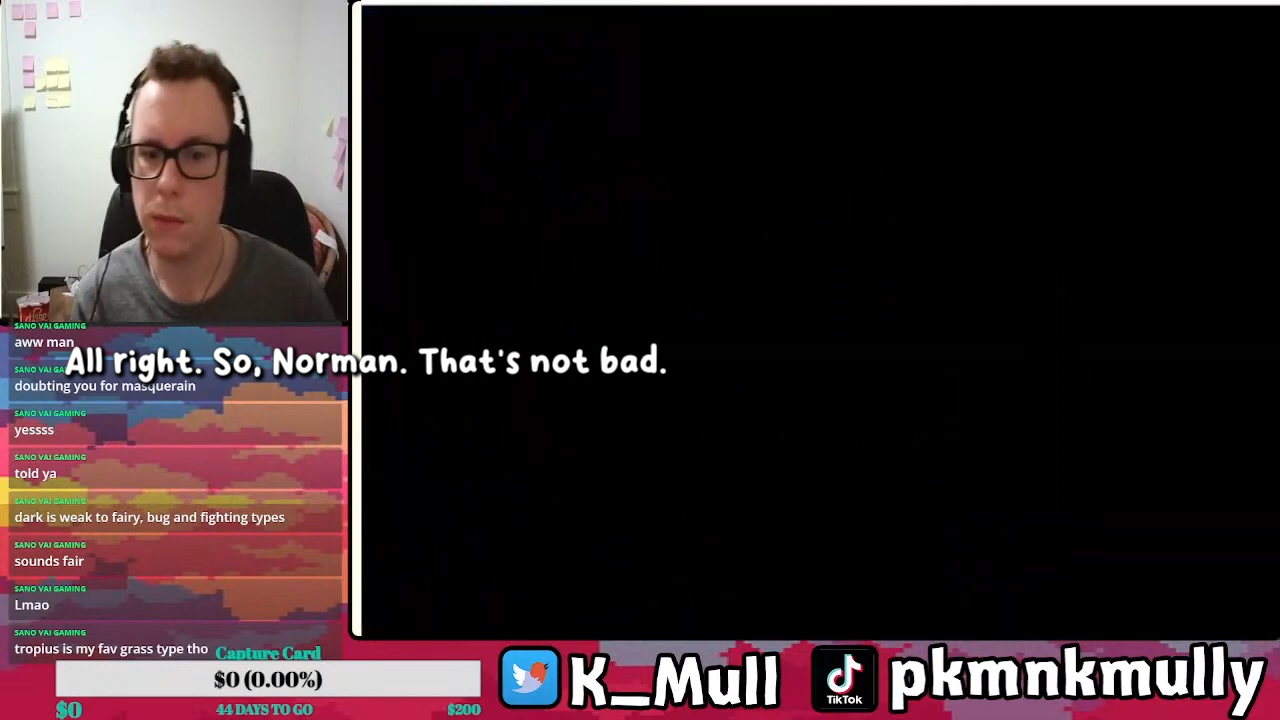 SANO VAI GAMING
aww man
All right. So, Norman. That's not bad.
doubting you for masquerain
SANO VAI GAMING
yessss
SANO VAI GAMING
told ya
SANO VAI GAMING
dark is weak to fairy, bug and fighting types
SANO VAI GAMING
sounds fair
SANO VAI GAMING
Lmao
SANO VAI GAMING
tropius is my fav grass type tho
Capture Card
$0 (0.00%)
$0
44 DAYS TO GO
$200
K_Mull
TikTok
pkmnkmully